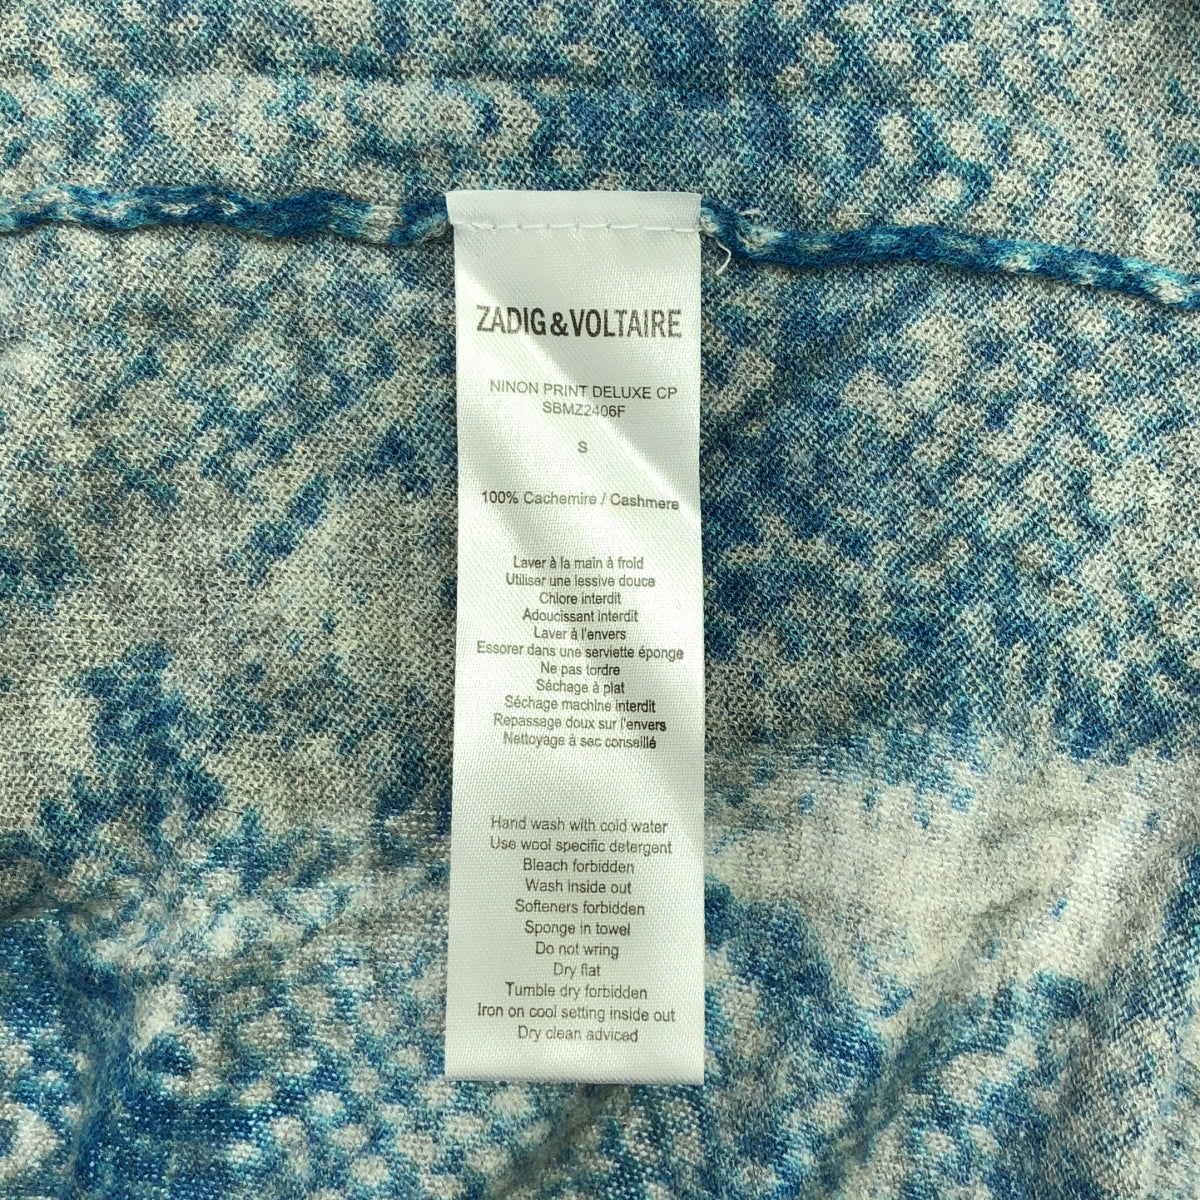 ZADIG&VOLTAIRE
NINON PRINT DELUXE CP
SBMZ2406F
S
100% Cachemire / Cashmere
Laver à la main à froid
Utiliser une lessive douce
Chlore interdit
Adoucissant interdit
Laver à l'envers
Essorer dans une serviette éponge
Ne pas tordre
Séchage à plat
Séchage machine interdit
Repassage doux sur l'envers
Nettoyage à sec conseillé
Hand wash with cold water
Use wool specific detergent
Bleach forbidden
Wash inside out
Softeners forbidden
Sponge in towel
Do not wring
Dry flat
Tumble dry forbidden
Iron on cool setting inside out
Dry clean adviced